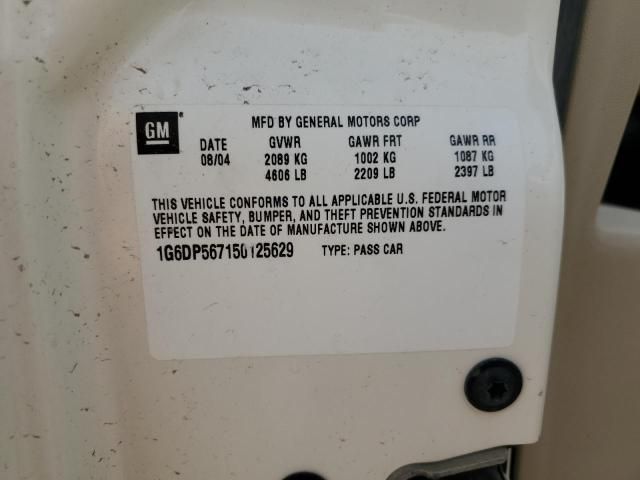 GM
MFD BY GENERAL MOTORS CORP
DATE GVWR GAWR FRT GAWR RR
08/04 2089 KG 1002 KG 1087 KG
4606 LB 2209 LB 2397 LB
THIS VEHICLE CONFORMS TO ALL APPLICABLE U.S. FEDERAL MOTOR
VEHICLE SAFETY, BUMPER, AND THEFT PREVENTION STANDARDS IN
EFFECT ON THE DATE OF MANUFACTURE SHOWN ABOVE.
1G6DP567150125629 TYPE: PASS CAR